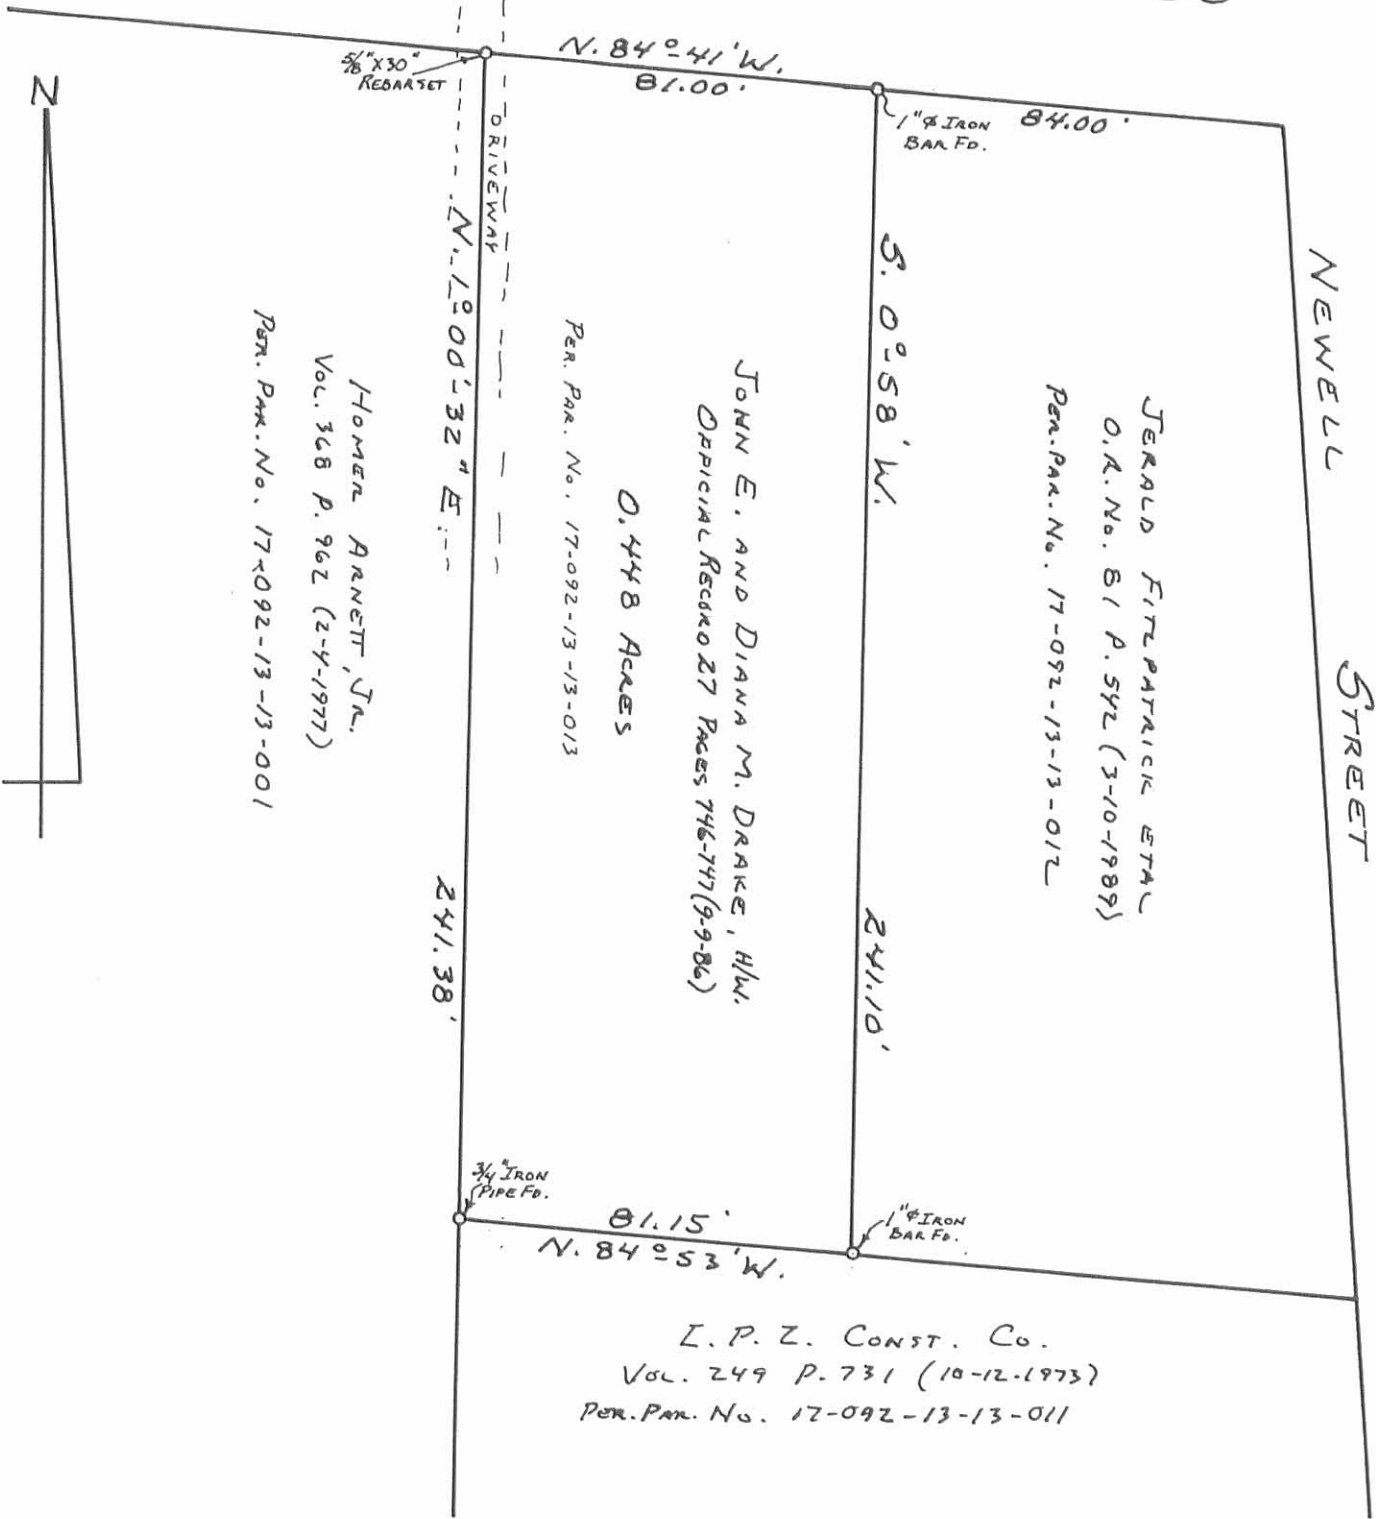 N. 84°-41' W.
81.00'
5/8" X 30"
REBAR SET
N
1" ⌀ IRON
BAR FD.
84.00'
DRIVEWAY
N. 1°-00'-32" E.
241.38'
S. 0°-58' W.
241.10'
NEWELL STREET
HOMER ARNETT, JR.
VOL. 368 P. 962 (2-4-1977)
PER. PAR. No. 17-092-13-13-001
JOHN E. AND DIANA M. DRAKE, H/W.
OFFICIAL RECORD 27 PAGES 746-747 (9-9-86)
0.448 ACRES
PER. PAR. No. 17-092-13-13-013
JERALD FITZPATRICK ETAL
O.R. No. 81 P. 542 (3-10-1989)
PER. PAR. No. 17-092-13-13-012
3/4" IRON
PIPE FD.
81.15'
N. 84°-53' W.
1" ⌀ IRON
BAR FD.
I. P. Z. CONST. CO.
VOL. 249 P. 731 (10-12-1973)
PER. PAR. No. 17-092-13-13-011